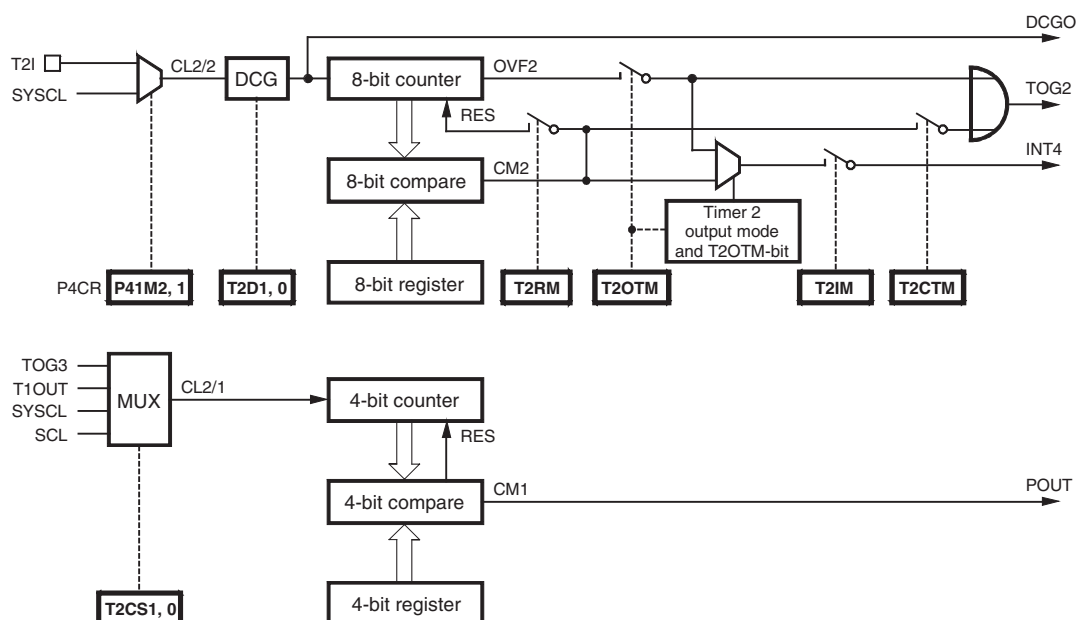 DCGO
T2I
CL2/2
DCG
8-bit counter
OVF2
TOG2
SYSCL
RES
INT4
8-bit compare
CM2
Timer 2
output mode
and T2OTM-bit
P4CR
P41M2, 1
T2D1, 0
8-bit register
T2RM
T2OTM
T2IM
T2CTM
TOG3
T1OUT
SYSCL
SCL
MUX
CL2/1
4-bit counter
RES
4-bit compare
CM1
POUT
T2CS1, 0
4-bit register